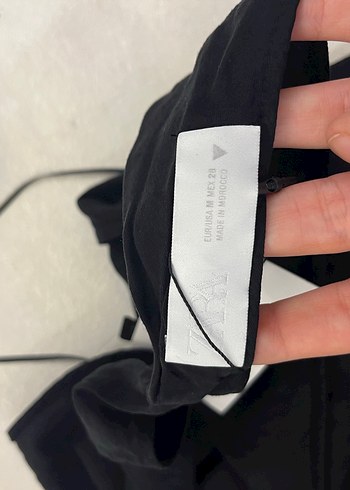 ZARA
EUR/USA M MEX 28
MADE IN MOROCCO